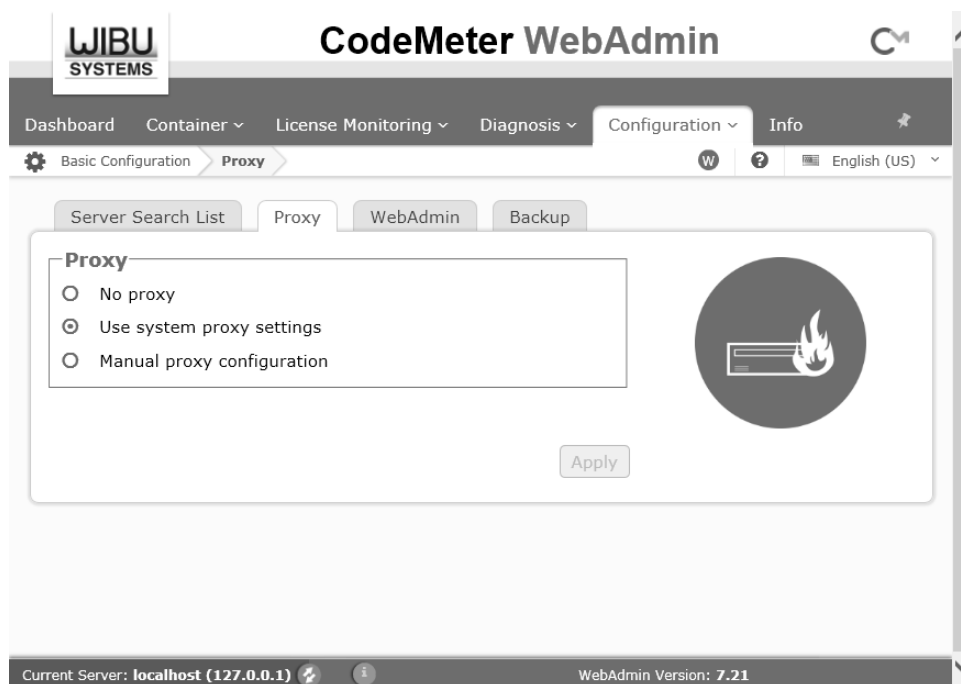 WIBU
SYSTEMS
CodeMeter WebAdmin
CM
Dashboard Container License Monitoring Diagnosis Configuration Info
Basic Configuration Proxy W ? English (US)
Server Search List Proxy WebAdmin Backup
Proxy
No proxy
Use system proxy settings
Manual proxy configuration
Apply
Current Server: localhost (127.0.0.1) i WebAdmin Version: 7.21